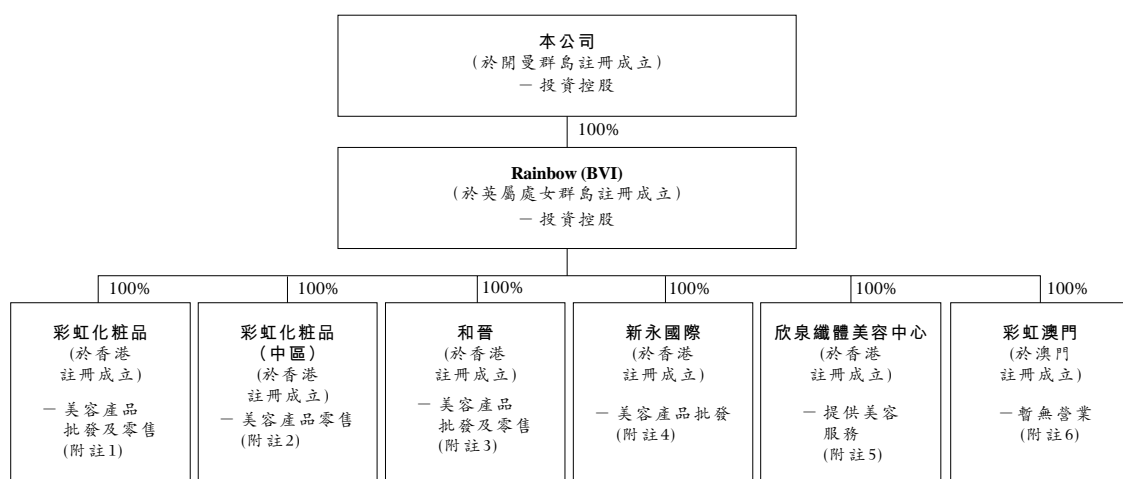 本公司
(於開曼群島註冊成立)
— 投資控股
100%
Rainbow (BVI)
(於英屬處女群島註冊成立)
— 投資控股
100%
100%
100%
100%
100%
100%
彩虹化粧品
(於香港
註冊成立)
— 美容產品
批發及零售
(附註1)
彩虹化粧品
(中區)
(於香港
註冊成立)
— 美容產品零售
(附註2)
和晉
(於香港
註冊成立)
— 美容產品
批發及零售
(附註3)
新永國際
(於香港
註冊成立)
— 美容產品批發
(附註4)
欣泉纖體美容中心
(於香港
註冊成立)
— 提供美容
服務
(附註5)
彩虹澳門
(於澳門
註冊成立)
— 暫無營業
(附註6)